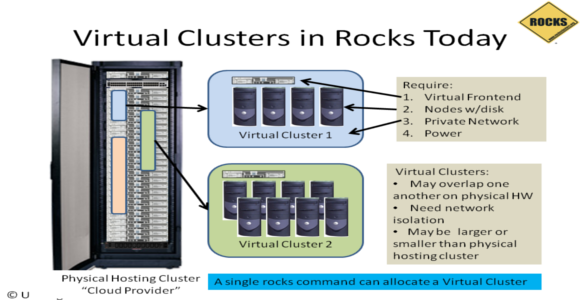 ROCKS
Virtual Clusters in Rocks Today
Require:
1. Virtual Frontend
2. Nodes w/disk
3. Private Network
4. Power
Virtual Cluster 1
Virtual Clusters:
• May overlap one
another on physical HW
• Need network
isolation
• May be larger or
smaller than physical
hosting cluster
Virtual Cluster 2
Physical Hosting Cluster
"Cloud Provider"
A single rocks command can allocate a Virtual Cluster
© U